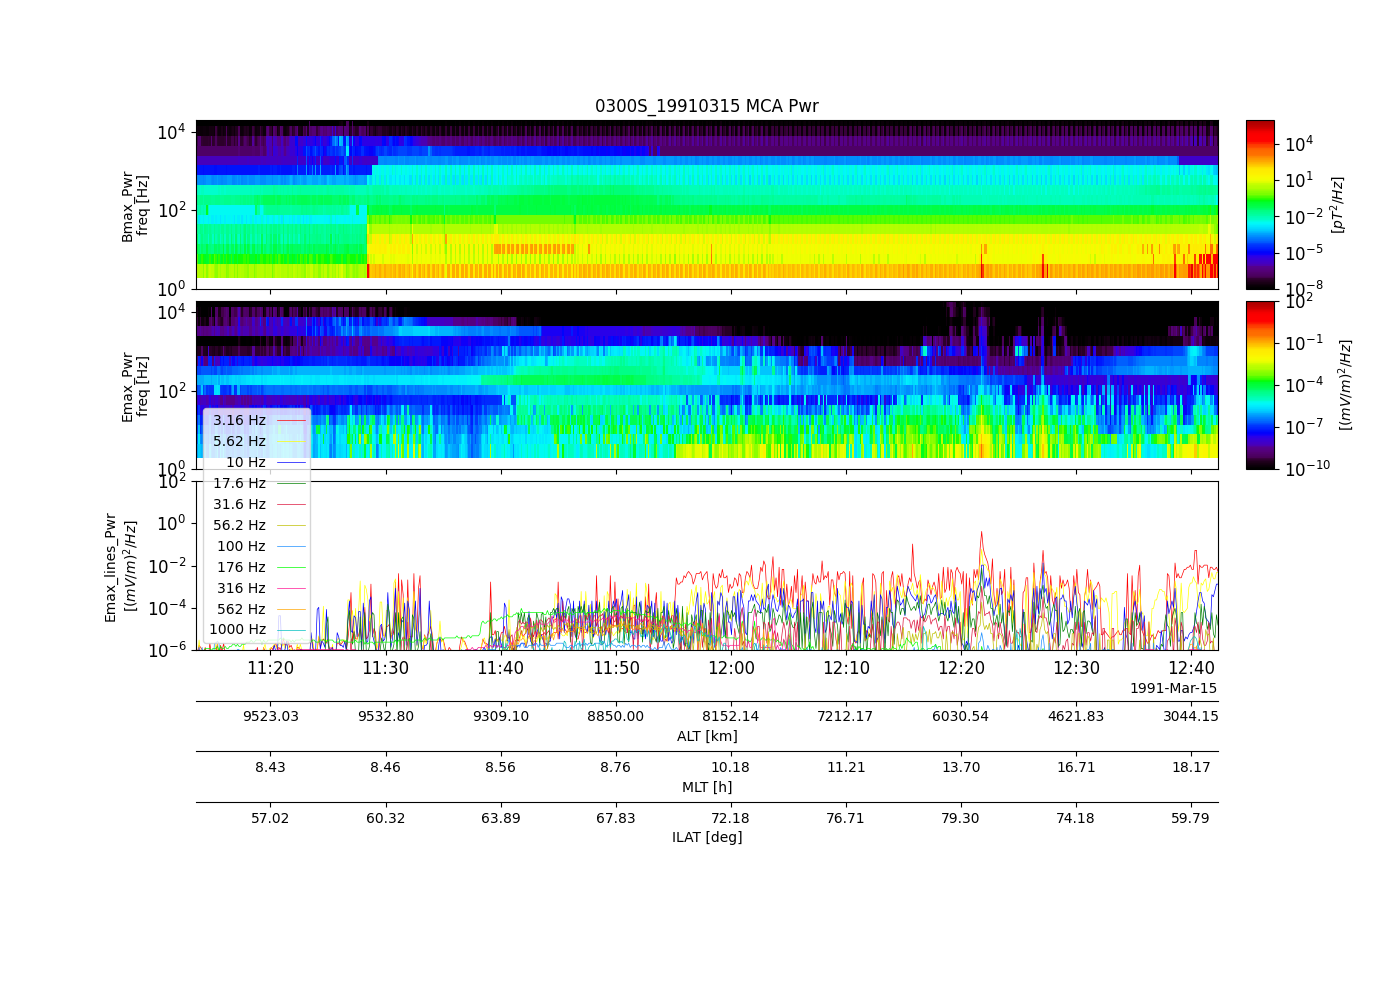 0300S_19910315 MCA Pwr
10^4
10^2
10^0
Bmax_Pwr
freq [Hz]
10^4
10^1
10^-2
10^-5
10^-8
[pT^2/Hz]
10^4
10^2
10^0
Emax_Pwr
freq [Hz]
10^2
10^-1
10^-4
10^-7
10^-10
[(mV/m)^2/Hz]
3.16 Hz
5.62 Hz
10 Hz
17.6 Hz
31.6 Hz
56.2 Hz
100 Hz
176 Hz
316 Hz
562 Hz
1000 Hz
10^2
10^0
10^-2
10^-4
10^-6
Emax_lines_Pwr
[(mV/m)^2/Hz]
11:20 11:30 11:40 11:50 12:00 12:10 12:20 12:30 12:40
1991-Mar-15
9523.03 9532.80 9309.10 8850.00 8152.14 7212.17 6030.54 4621.83 3044.15
ALT [km]
8.43 8.46 8.56 8.76 10.18 11.21 13.70 16.71 18.17
MLT [h]
57.02 60.32 63.89 67.83 72.18 76.71 79.30 74.18 59.79
ILAT [deg]